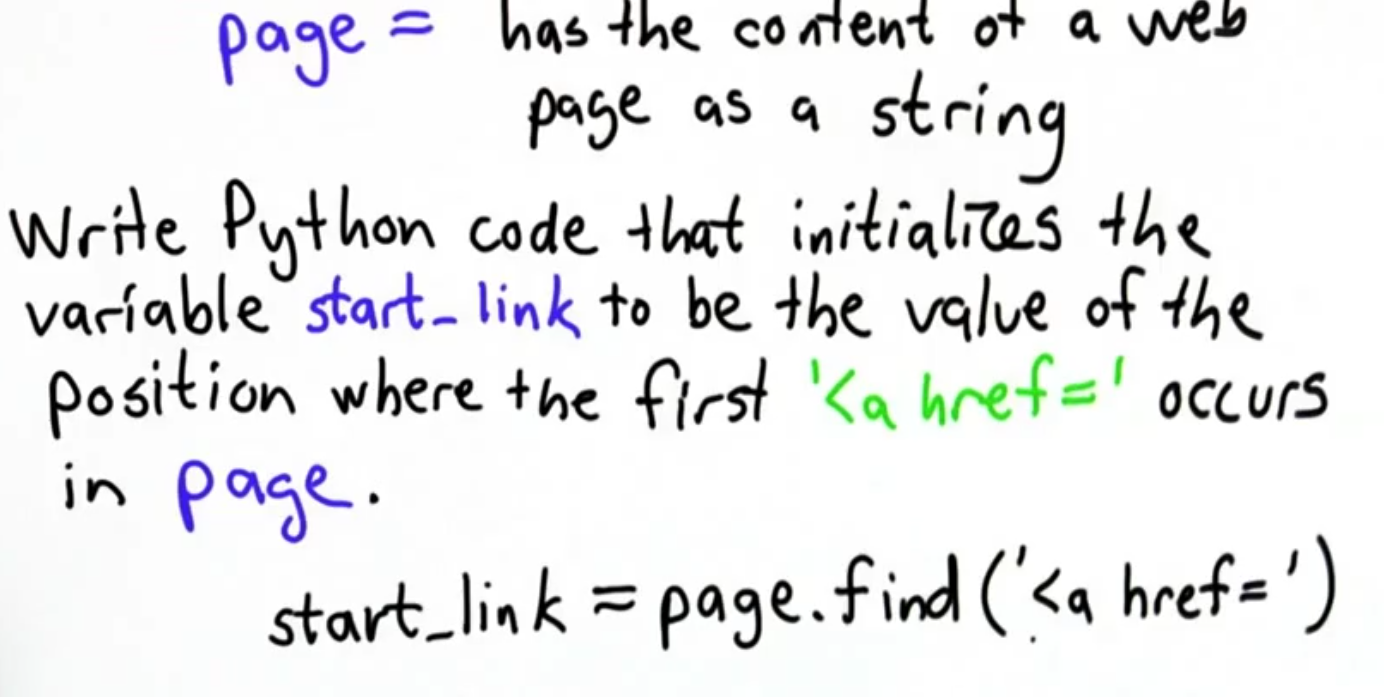 page = has the content of a web
page as a string
Write Python code that initializes the
variable start_link to be the value of the
position where the first '<a href=' occurs
in page.
start_link = page.find('<a href=')